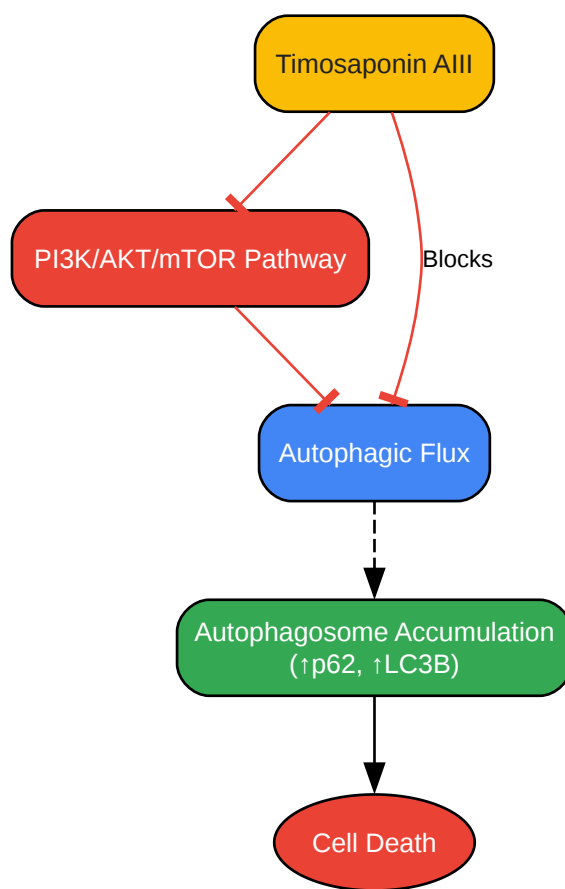 Timosaponin AIII
PI3K/AKT/mTOR Pathway
Blocks
Autophagic Flux
Autophagosome Accumulation
(↑p62, ↑LC3B)
Cell Death